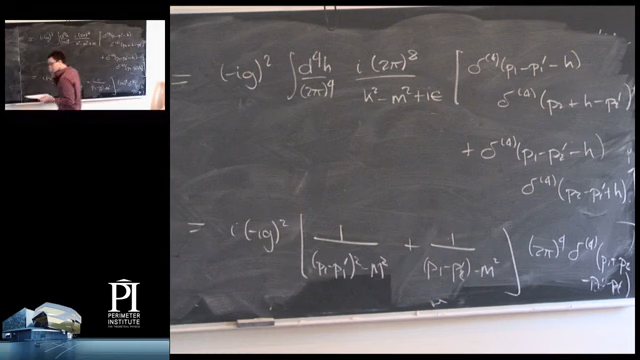 = (-ig)² ∫ d⁴k/(2π)⁴ i(2π)⁸/(k²-m²+iε) [ δ⁽⁴⁾(p₁-p₁'-k)
δ⁽⁴⁾(p₂+k-p₂')
+ δ⁽⁴⁾(p₁-p₂'-k)
δ⁽⁴⁾(p₂-p₁'+k)
= i(-ig)² [ 1/((p₁-p₁')²-m²) + 1/((p₁-p₂')-m²) ] (2π)⁴ δ⁽⁴⁾(p₁+p₂
-p₁'-p₂')
PI
PERIMETER
INSTITUTE